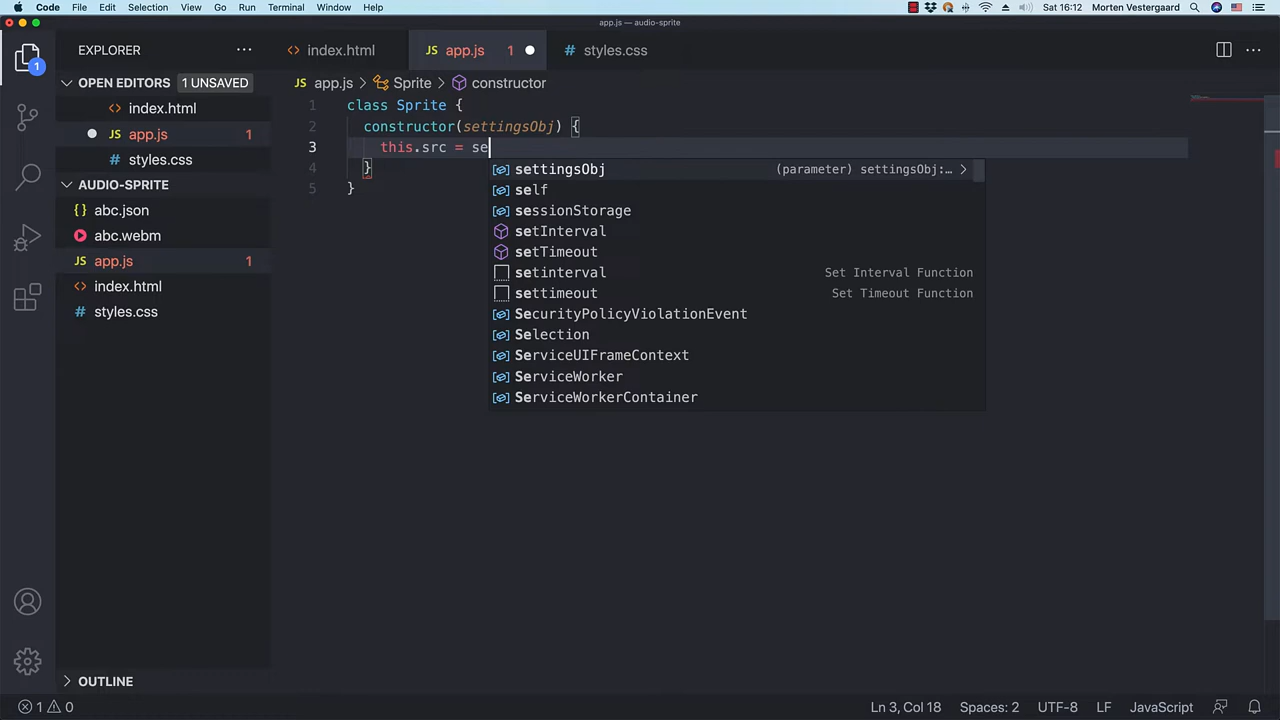 Code File Edit Selection View Go Run Terminal Window Help Sat 16:12 Morten Vestergaard
app.js — audio-sprite
EXPLORER
index.html
JS app.js 1
# styles.css
OPEN EDITORS 1 UNSAVED
JS app.js > Sprite > constructor
<> index.html
JS app.js 1
# styles.css
AUDIO-SPRITE
{} abc.json
abc.webm
JS app.js 1
<> index.html
# styles.css
1 class Sprite {
2 constructor(settingsObj) {
3 this.src = se
4 }
5 }
settingsObj (parameter) settingsObj:… >
self
sessionStorage
setInterval
setTimeout
setinterval Set Interval Function
settimeout Set Timeout Function
SecurityPolicyViolationEvent
Selection
ServiceUIFrameContext
ServiceWorker
ServiceWorkerContainer
1
OUTLINE
1 0 Ln 3, Col 18 Spaces: 2 UTF-8 LF JavaScript